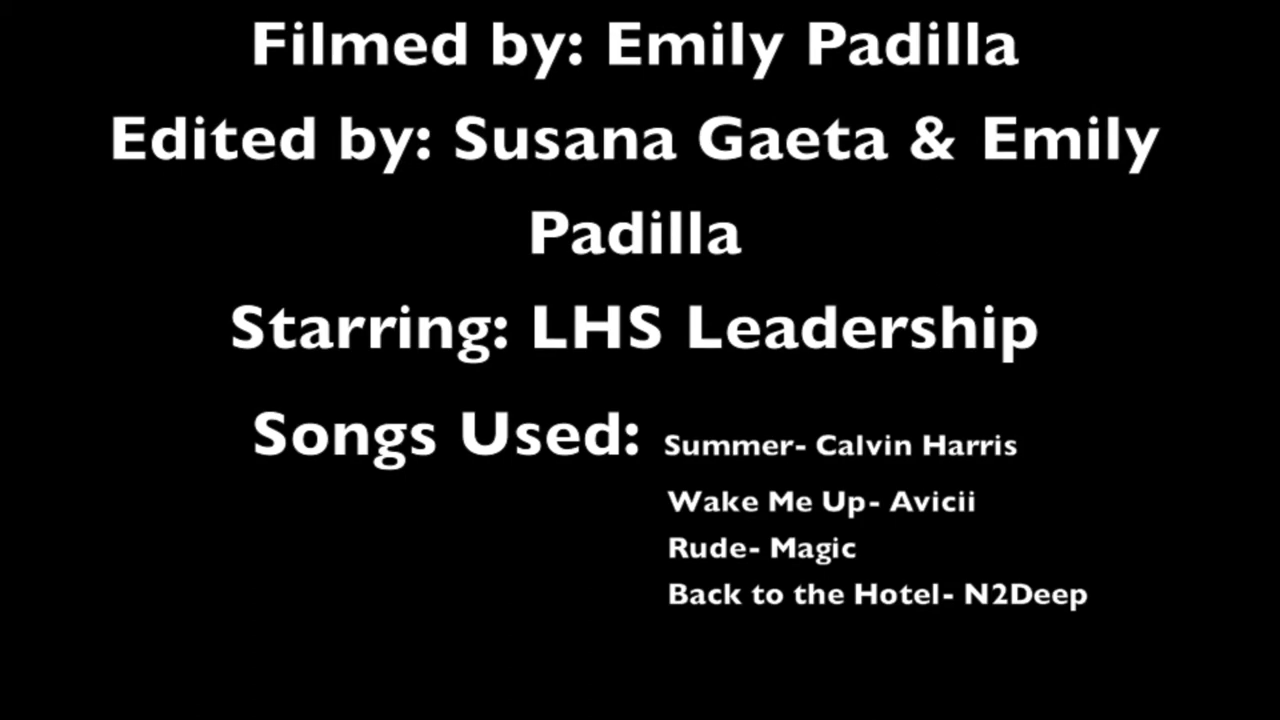 Filmed by: Emily Padilla
Edited by: Susana Gaeta & Emily
Padilla
Starring: LHS Leadership
Songs Used: Summer- Calvin Harris
Wake Me Up- Avicii
Rude- Magic
Back to the Hotel- N2Deep